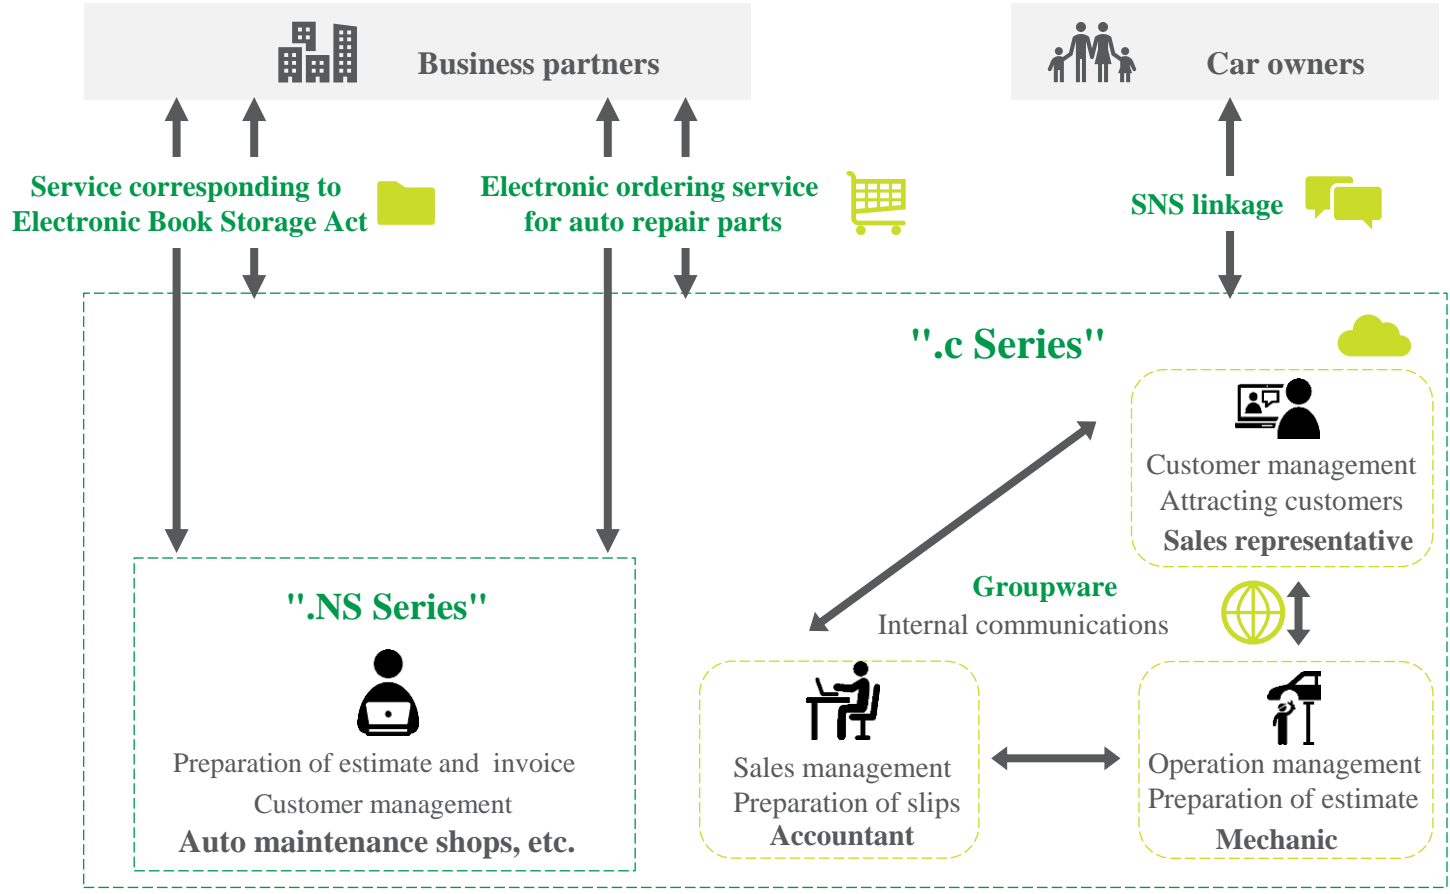 Business partners
Car owners
Service corresponding to
Electronic Book Storage Act
Electronic ordering service
for auto repair parts
SNS linkage
".c Series"
Customer management
Attracting customers
Sales representative
Groupware
Internal communications
".NS Series"
Preparation of estimate and invoice
Customer management
Auto maintenance shops, etc.
Sales management
Preparation of slips
Accountant
Operation management
Preparation of estimate
Mechanic